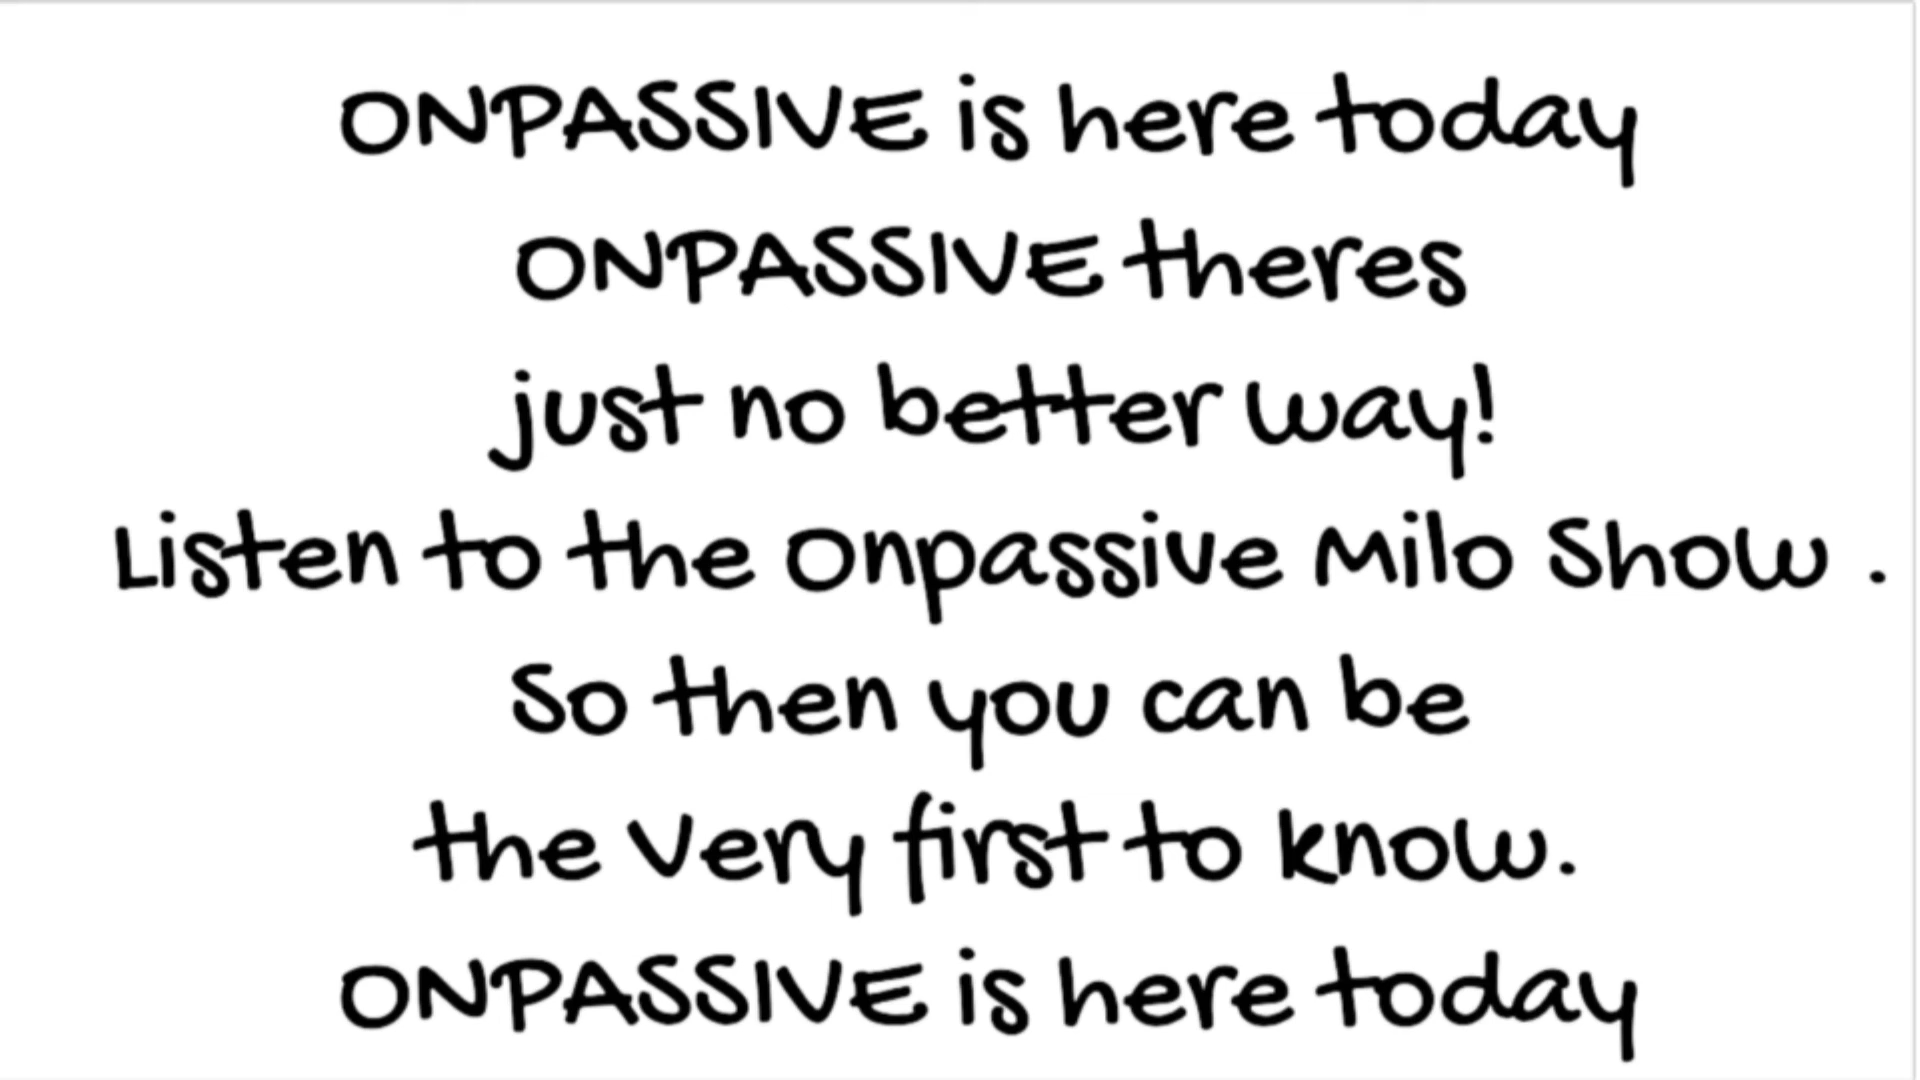 ONPASSIVE is here today
ONPASSIVE theres
just no better way!
Listen to the Onpassive Milo Show .
So then you can be
the very first to know.
ONPASSIVE is here today